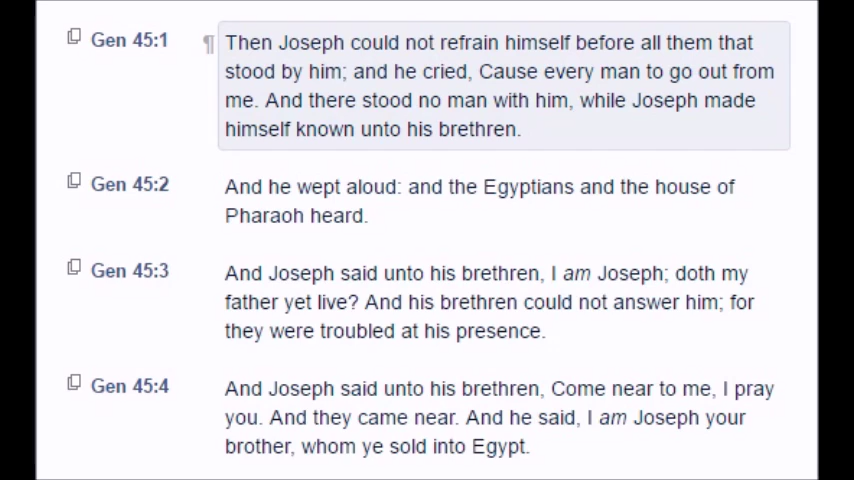 Gen 45:1 ¶ Then Joseph could not refrain himself before all them that
stood by him; and he cried, Cause every man to go out from
me. And there stood no man with him, while Joseph made
himself known unto his brethren.
Gen 45:2 And he wept aloud: and the Egyptians and the house of
Pharaoh heard.
Gen 45:3 And Joseph said unto his brethren, I am Joseph; doth my
father yet live? And his brethren could not answer him; for
they were troubled at his presence.
Gen 45:4 And Joseph said unto his brethren, Come near to me, I pray
you. And they came near. And he said, I am Joseph your
brother, whom ye sold into Egypt.